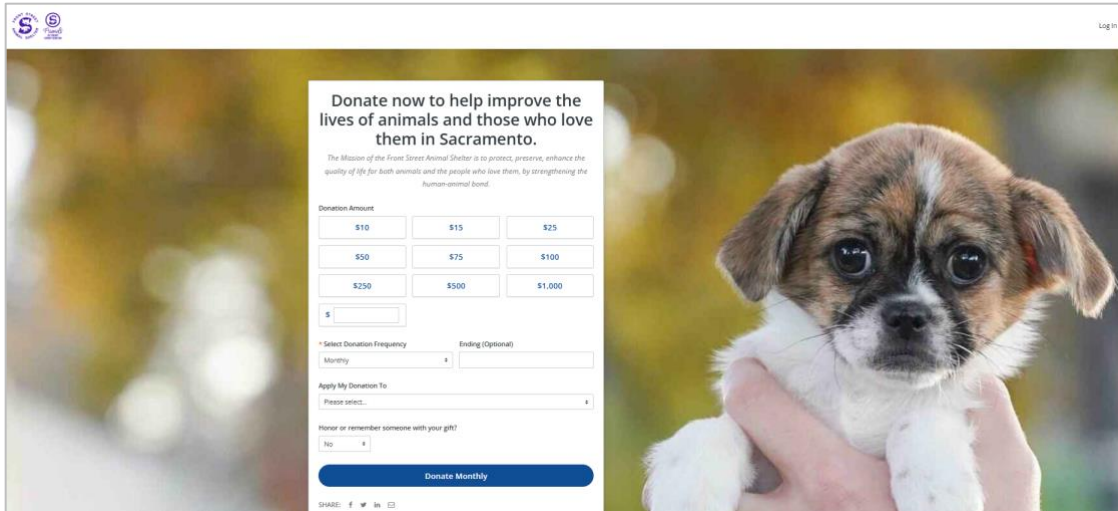 Log In
Donate now to help improve the
lives of animals and those who love
them in Sacramento.
The Mission of the Front Street Animal Shelter is to protect, preserve, enhance the
quality of life for both animals and the people who love them, by strengthening the
human-animal bond.
Donation Amount
$10 $15 $25
$50 $75 $100
$250 $500 $1,000
$
* Select Donation Frequency Ending (Optional)
Monthly
Apply My Donation To
Please select...
Honor or remember someone with your gift?
No
Donate Monthly
SHARE: